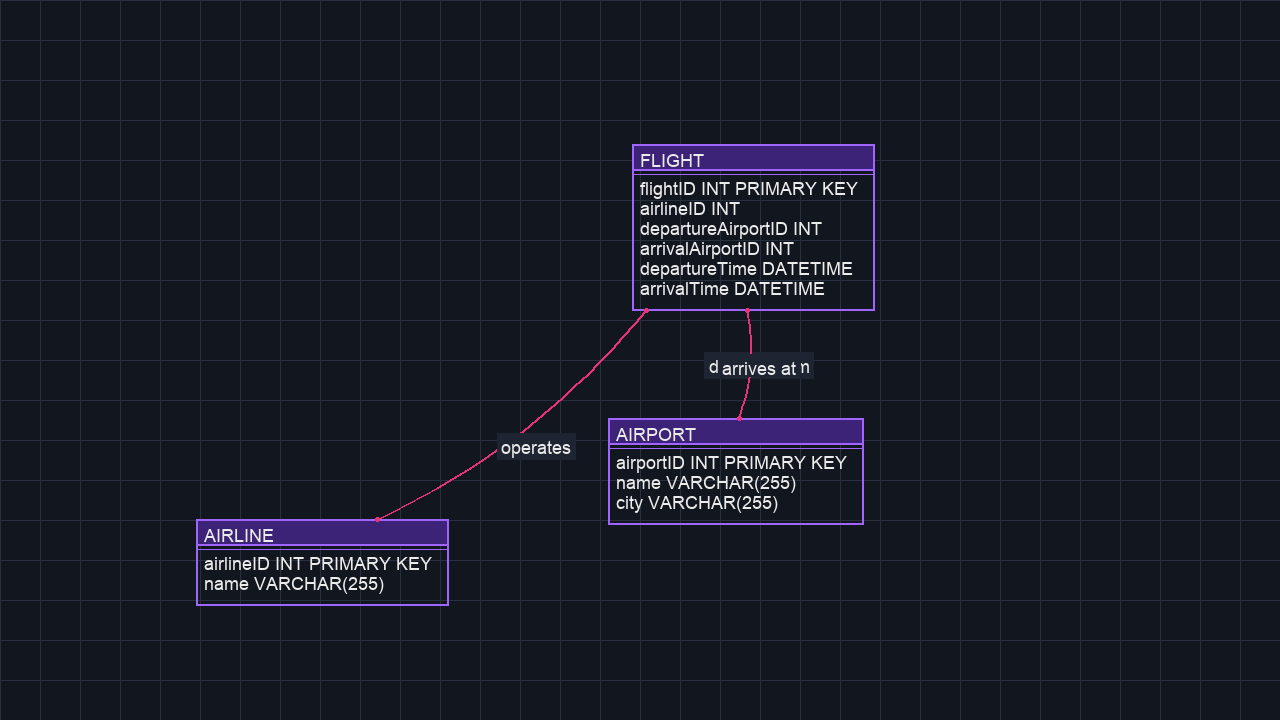 FLIGHT
flightID INT PRIMARY KEY
airlineID INT
departureAirportID INT
arrivalAirportID INT
departureTime DATETIME
arrivalTime DATETIME
arrives at
operates
AIRPORT
airportID INT PRIMARY KEY
name VARCHAR(255)
city VARCHAR(255)
AIRLINE
airlineID INT PRIMARY KEY
name VARCHAR(255)